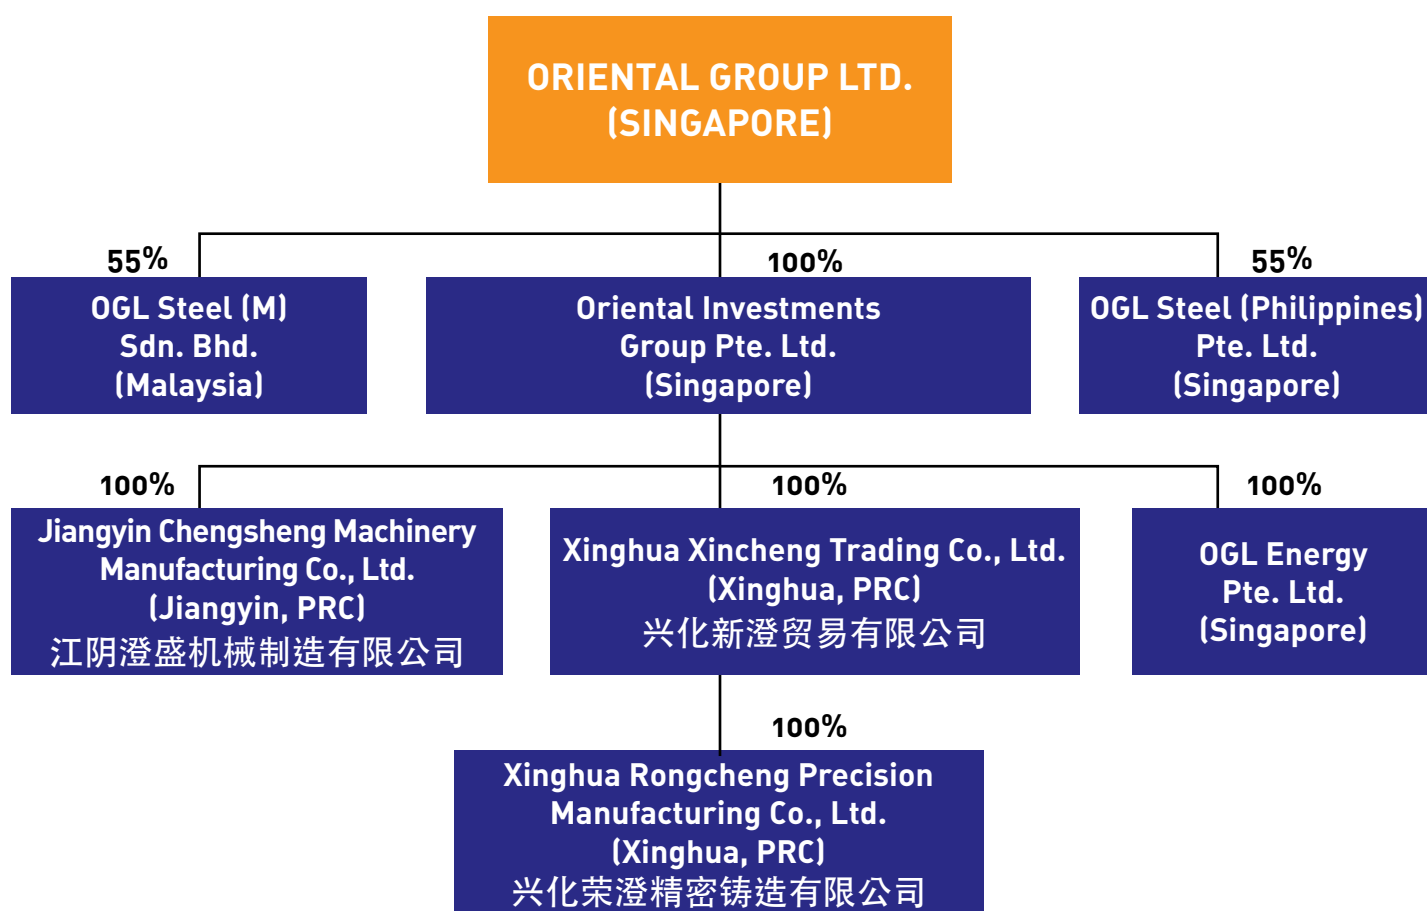 ORIENTAL GROUP LTD.
(SINGAPORE)
55%
100%
55%
OGL Steel (M)
Sdn. Bhd.
(Malaysia)
Oriental Investments
Group Pte. Ltd.
(Singapore)
OGL Steel (Philippines)
Pte. Ltd.
(Singapore)
100%
100%
100%
Jiangyin Chengsheng Machinery
Manufacturing Co., Ltd.
(Jiangyin, PRC)
江阴澄盛机械制造有限公司
Xinghua Xincheng Trading Co., Ltd.
(Xinghua, PRC)
兴化新澄贸易有限公司
OGL Energy
Pte. Ltd.
(Singapore)
100%
Xinghua Rongcheng Precision
Manufacturing Co., Ltd.
(Xinghua, PRC)
兴化荣澄精密铸造有限公司